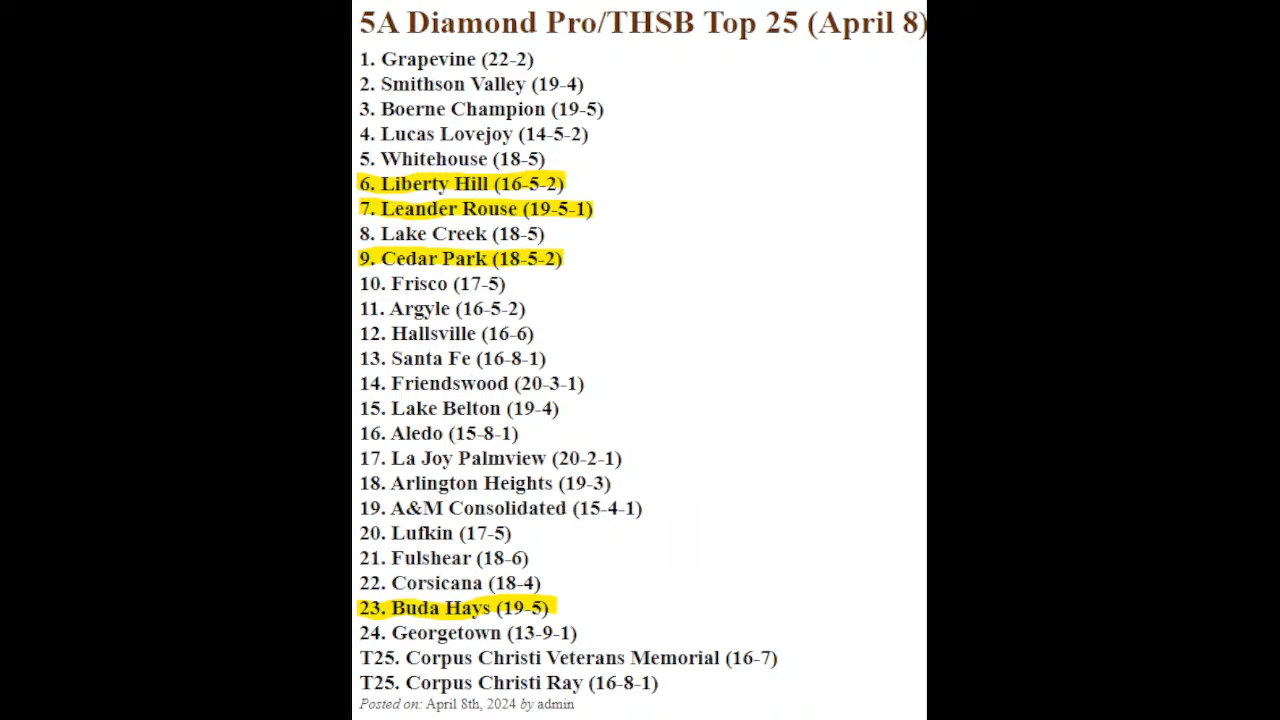 5A Diamond Pro/THSB Top 25 (April 8)
1. Grapevine (22-2)
2. Smithson Valley (19-4)
3. Boerne Champion (19-5)
4. Lucas Lovejoy (14-5-2)
5. Whitehouse (18-5)
6. Liberty Hill (16-5-2)
7. Leander Rouse (19-5-1)
8. Lake Creek (18-5)
9. Cedar Park (18-5-2)
10. Frisco (17-5)
11. Argyle (16-5-2)
12. Hallsville (16-6)
13. Santa Fe (16-8-1)
14. Friendswood (20-3-1)
15. Lake Belton (19-4)
16. Aledo (15-8-1)
17. La Joy Palmview (20-2-1)
18. Arlington Heights (19-3)
19. A&M Consolidated (15-4-1)
20. Lufkin (17-5)
21. Fulshear (18-6)
22. Corsicana (18-4)
23. Buda Hays (19-5)
24. Georgetown (13-9-1)
T25. Corpus Christi Veterans Memorial (16-7)
T25. Corpus Christi Ray (16-8-1)
Posted on: April 8th, 2024 by admin